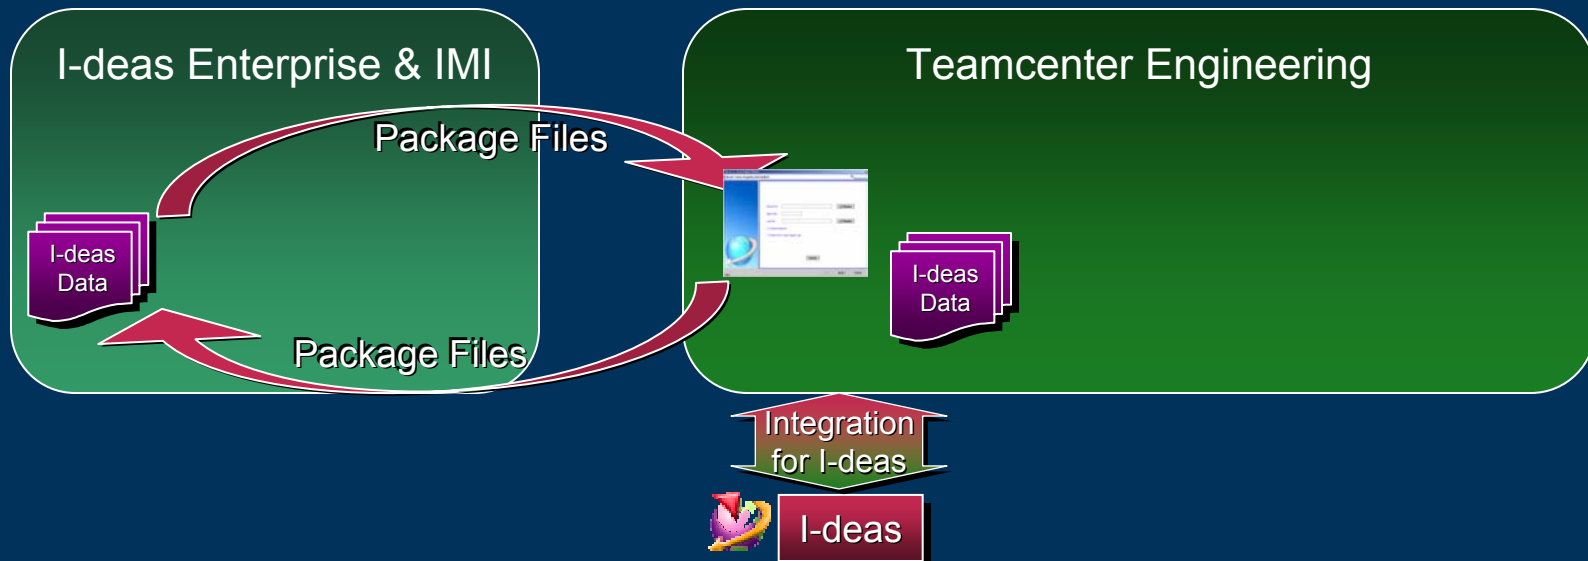 I-deas Enterprise & IMI
Teamcenter Engineering
Package Files
I-deas
Data
I-deas
Data
Package Files
Integration
for I-deas
I-deas